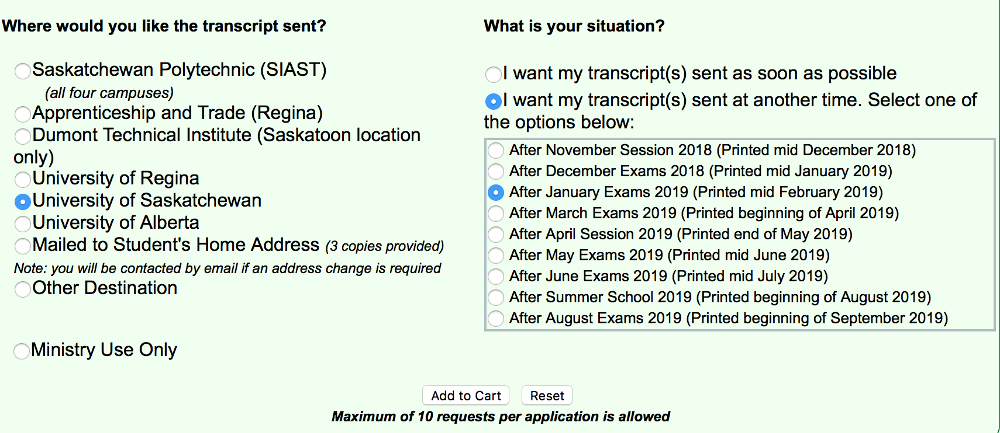 Where would you like the transcript sent?
Saskatchewan Polytechnic (SIAST)
(all four campuses)
Apprenticeship and Trade (Regina)
Dumont Technical Institute (Saskatoon location
only)
University of Regina
University of Saskatchewan
University of Alberta
Mailed to Student's Home Address (3 copies provided)
Note: you will be contacted by email if an address change is required
Other Destination
Ministry Use Only
What is your situation?
I want my transcript(s) sent as soon as possible
I want my transcript(s) sent at another time. Select one of
the options below:
After November Session 2018 (Printed mid December 2018)
After December Exams 2018 (Printed mid January 2019)
After January Exams 2019 (Printed mid February 2019)
After March Exams 2019 (Printed beginning of April 2019)
After April Session 2019 (Printed end of May 2019)
After May Exams 2019 (Printed mid June 2019)
After June Exams 2019 (Printed mid July 2019)
After Summer School 2019 (Printed beginning of August 2019)
After August Exams 2019 (Printed beginning of September 2019)
Add to Cart
Reset
Maximum of 10 requests per application is allowed